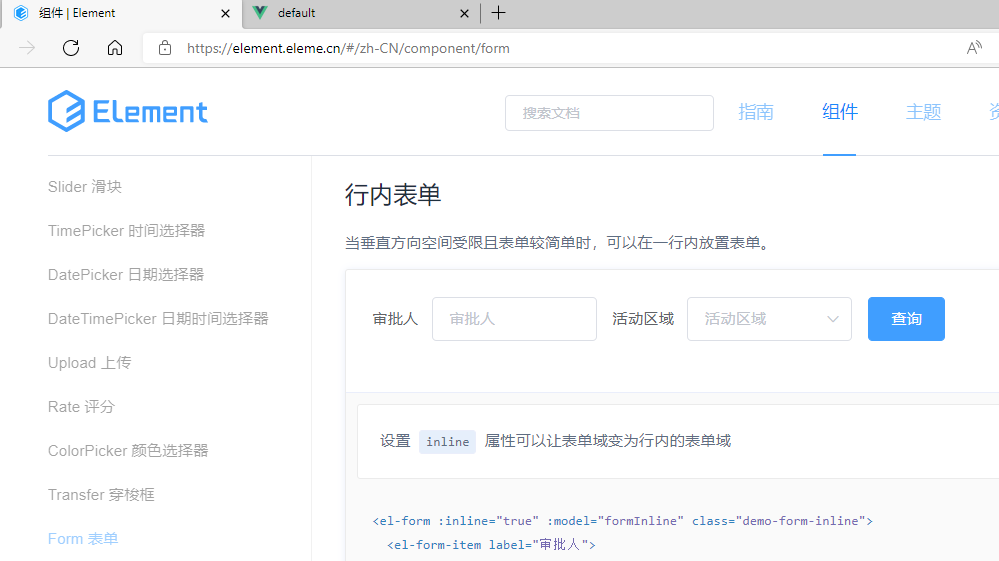 组件 | Element
default
https://element.eleme.cn/#/zh-CN/component/form
Element
搜索文档
指南
组件
主题
Slider 滑块
TimePicker 时间选择器
DatePicker 日期选择器
DateTimePicker 日期时间选择器
Upload 上传
Rate 评分
ColorPicker 颜色选择器
Transfer 穿梭框
Form 表单
行内表单
当垂直方向空间受限且表单较简单时，可以在一行内放置表单。
审批人 审批人 活动区域 活动区域 查询
设置 inline 属性可以让表单域变为行内的表单域
<el-form :inline="true" :model="formInline" class="demo-form-inline">
<el-form-item label="审批人">